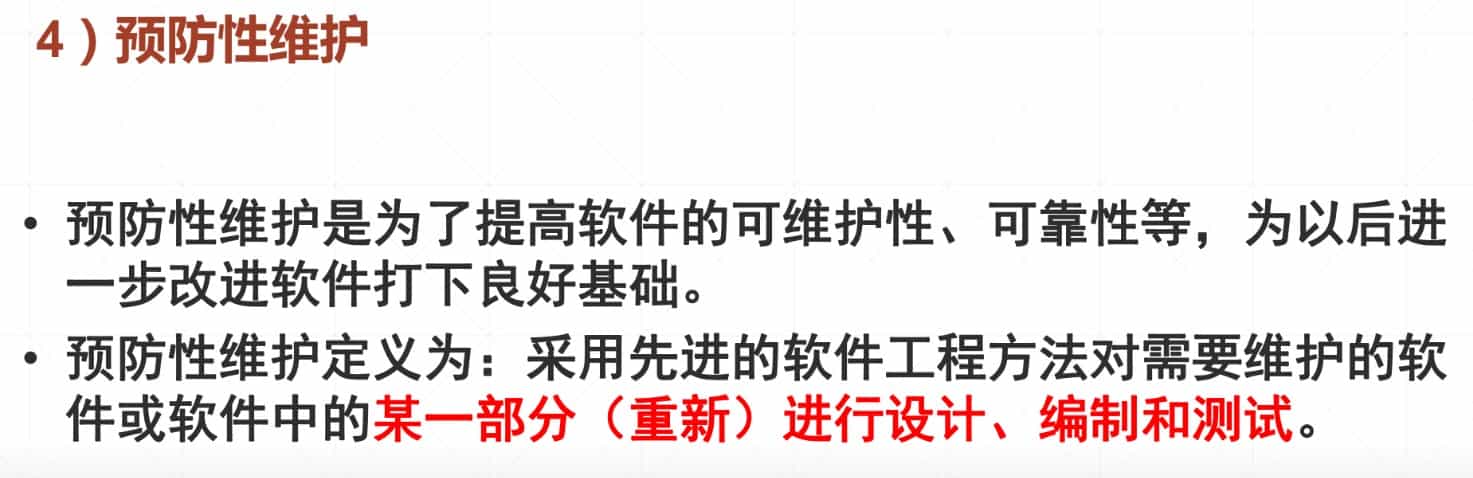 4）预防性维护
• 预防性维护是为了提高软件的可维护性、可靠性等，为以后进
一步改进软件打下良好基础。
• 预防性维护定义为：采用先进的软件工程方法对需要维护的软
件或软件中的某一部分（重新）进行设计、编制和测试。